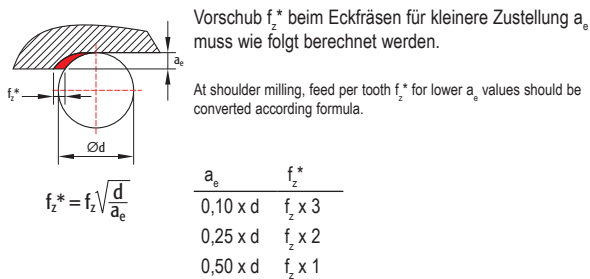 Vorschub fz* beim Eckfräsen für kleinere Zustellung ae
muss wie folgt berechnet werden.
At shoulder milling, feed per tooth fz* for lower ae values should be
converted according formula.
ae
fz*
Ød
fz* = fz√(d/ae)
ae fz*
0,10 x d fz x 3
0,25 x d fz x 2
0,50 x d fz x 1